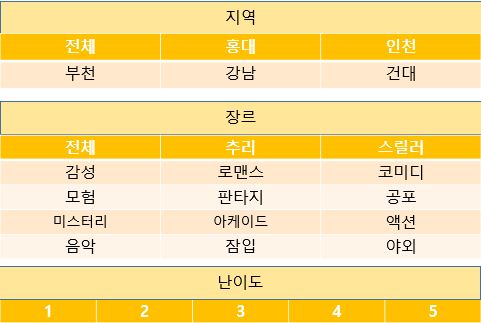 지역
전체 홍대 인천
부천 강남 건대
장르
전체 추리 스릴러
감성 로맨스 코미디
모험 판타지 공포
미스터리 아케이드 액션
음악 잠입 야외
난이도
1 2 3 4 5